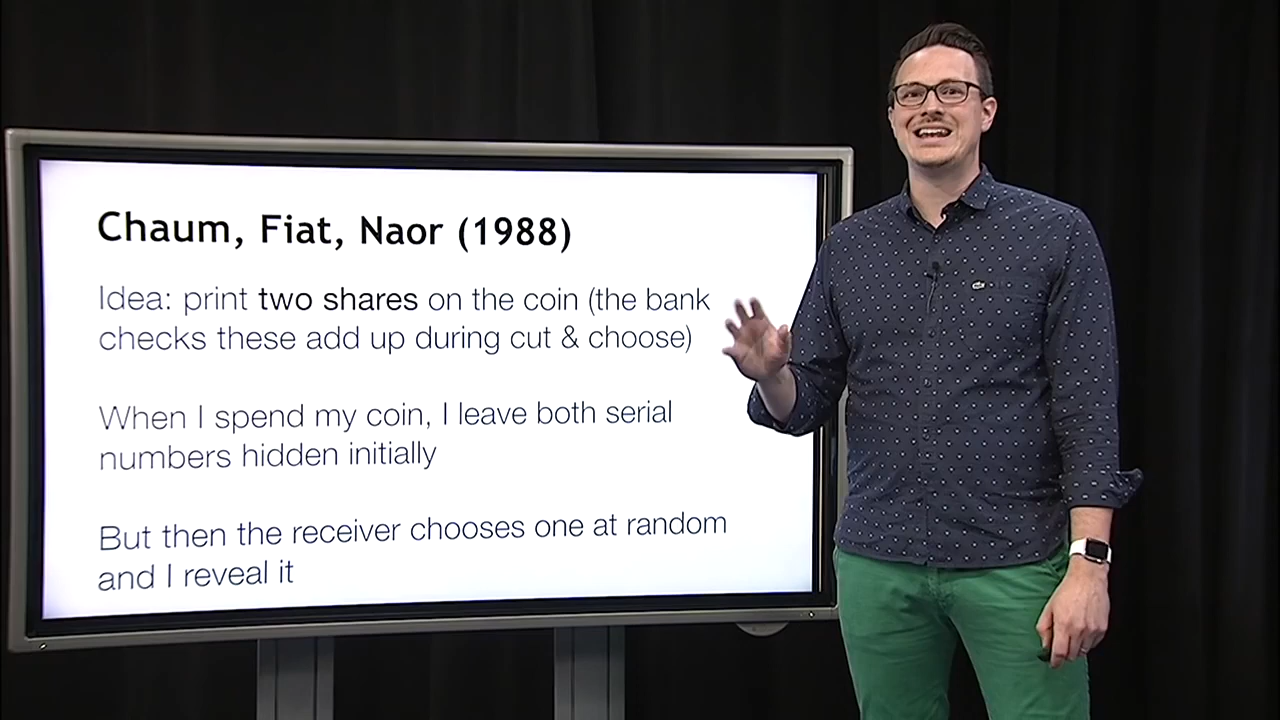 Chaum, Fiat, Naor (1988)
Idea: print two shares on the coin (the bank
checks these add up during cut & choose)
When I spend my coin, I leave both serial
numbers hidden initially
But then the receiver chooses one at random
and I reveal it